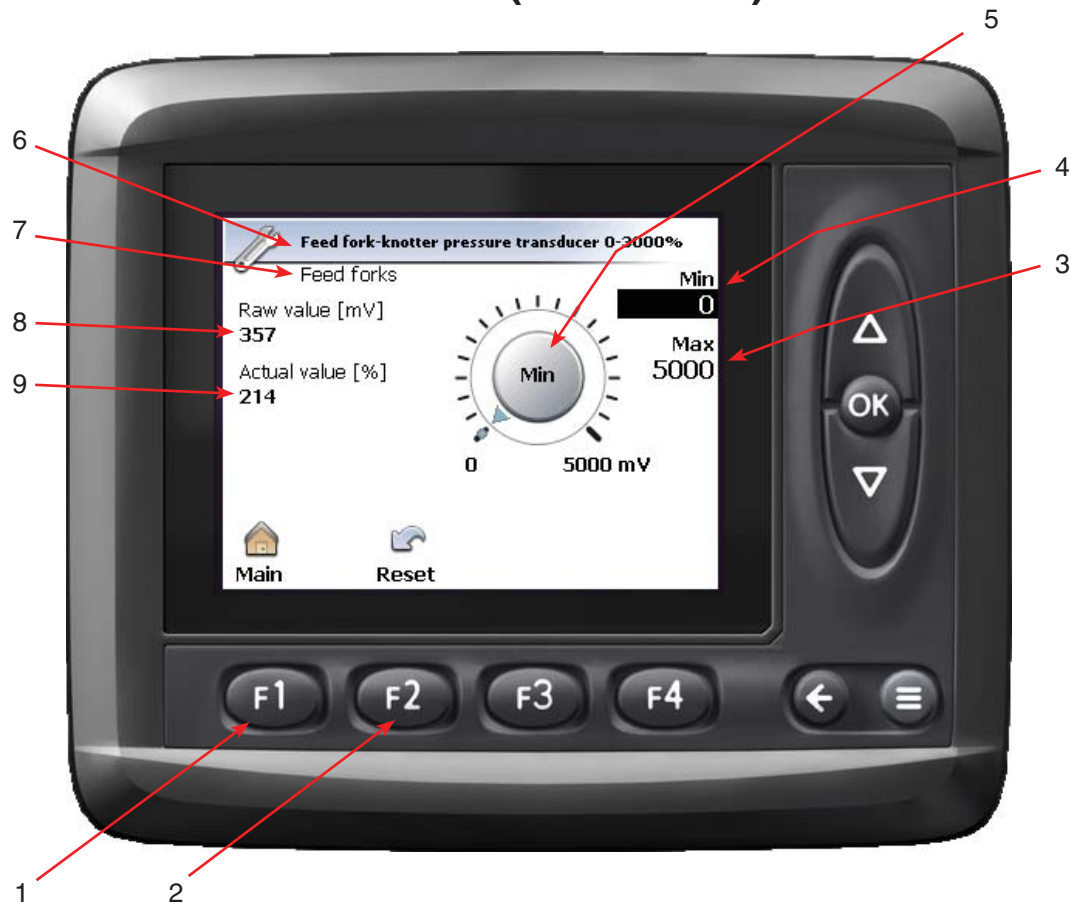 5
6
4
7
3
8
9
Feed fork-knotter pressure transducer 0-3000%
Feed forks
Min
0
Raw value [mV]
357
Max
5000
Actual value [%]
214
Min
0
5000 mV
Main
Reset
OK
F1
F2
F3
F4
1
2